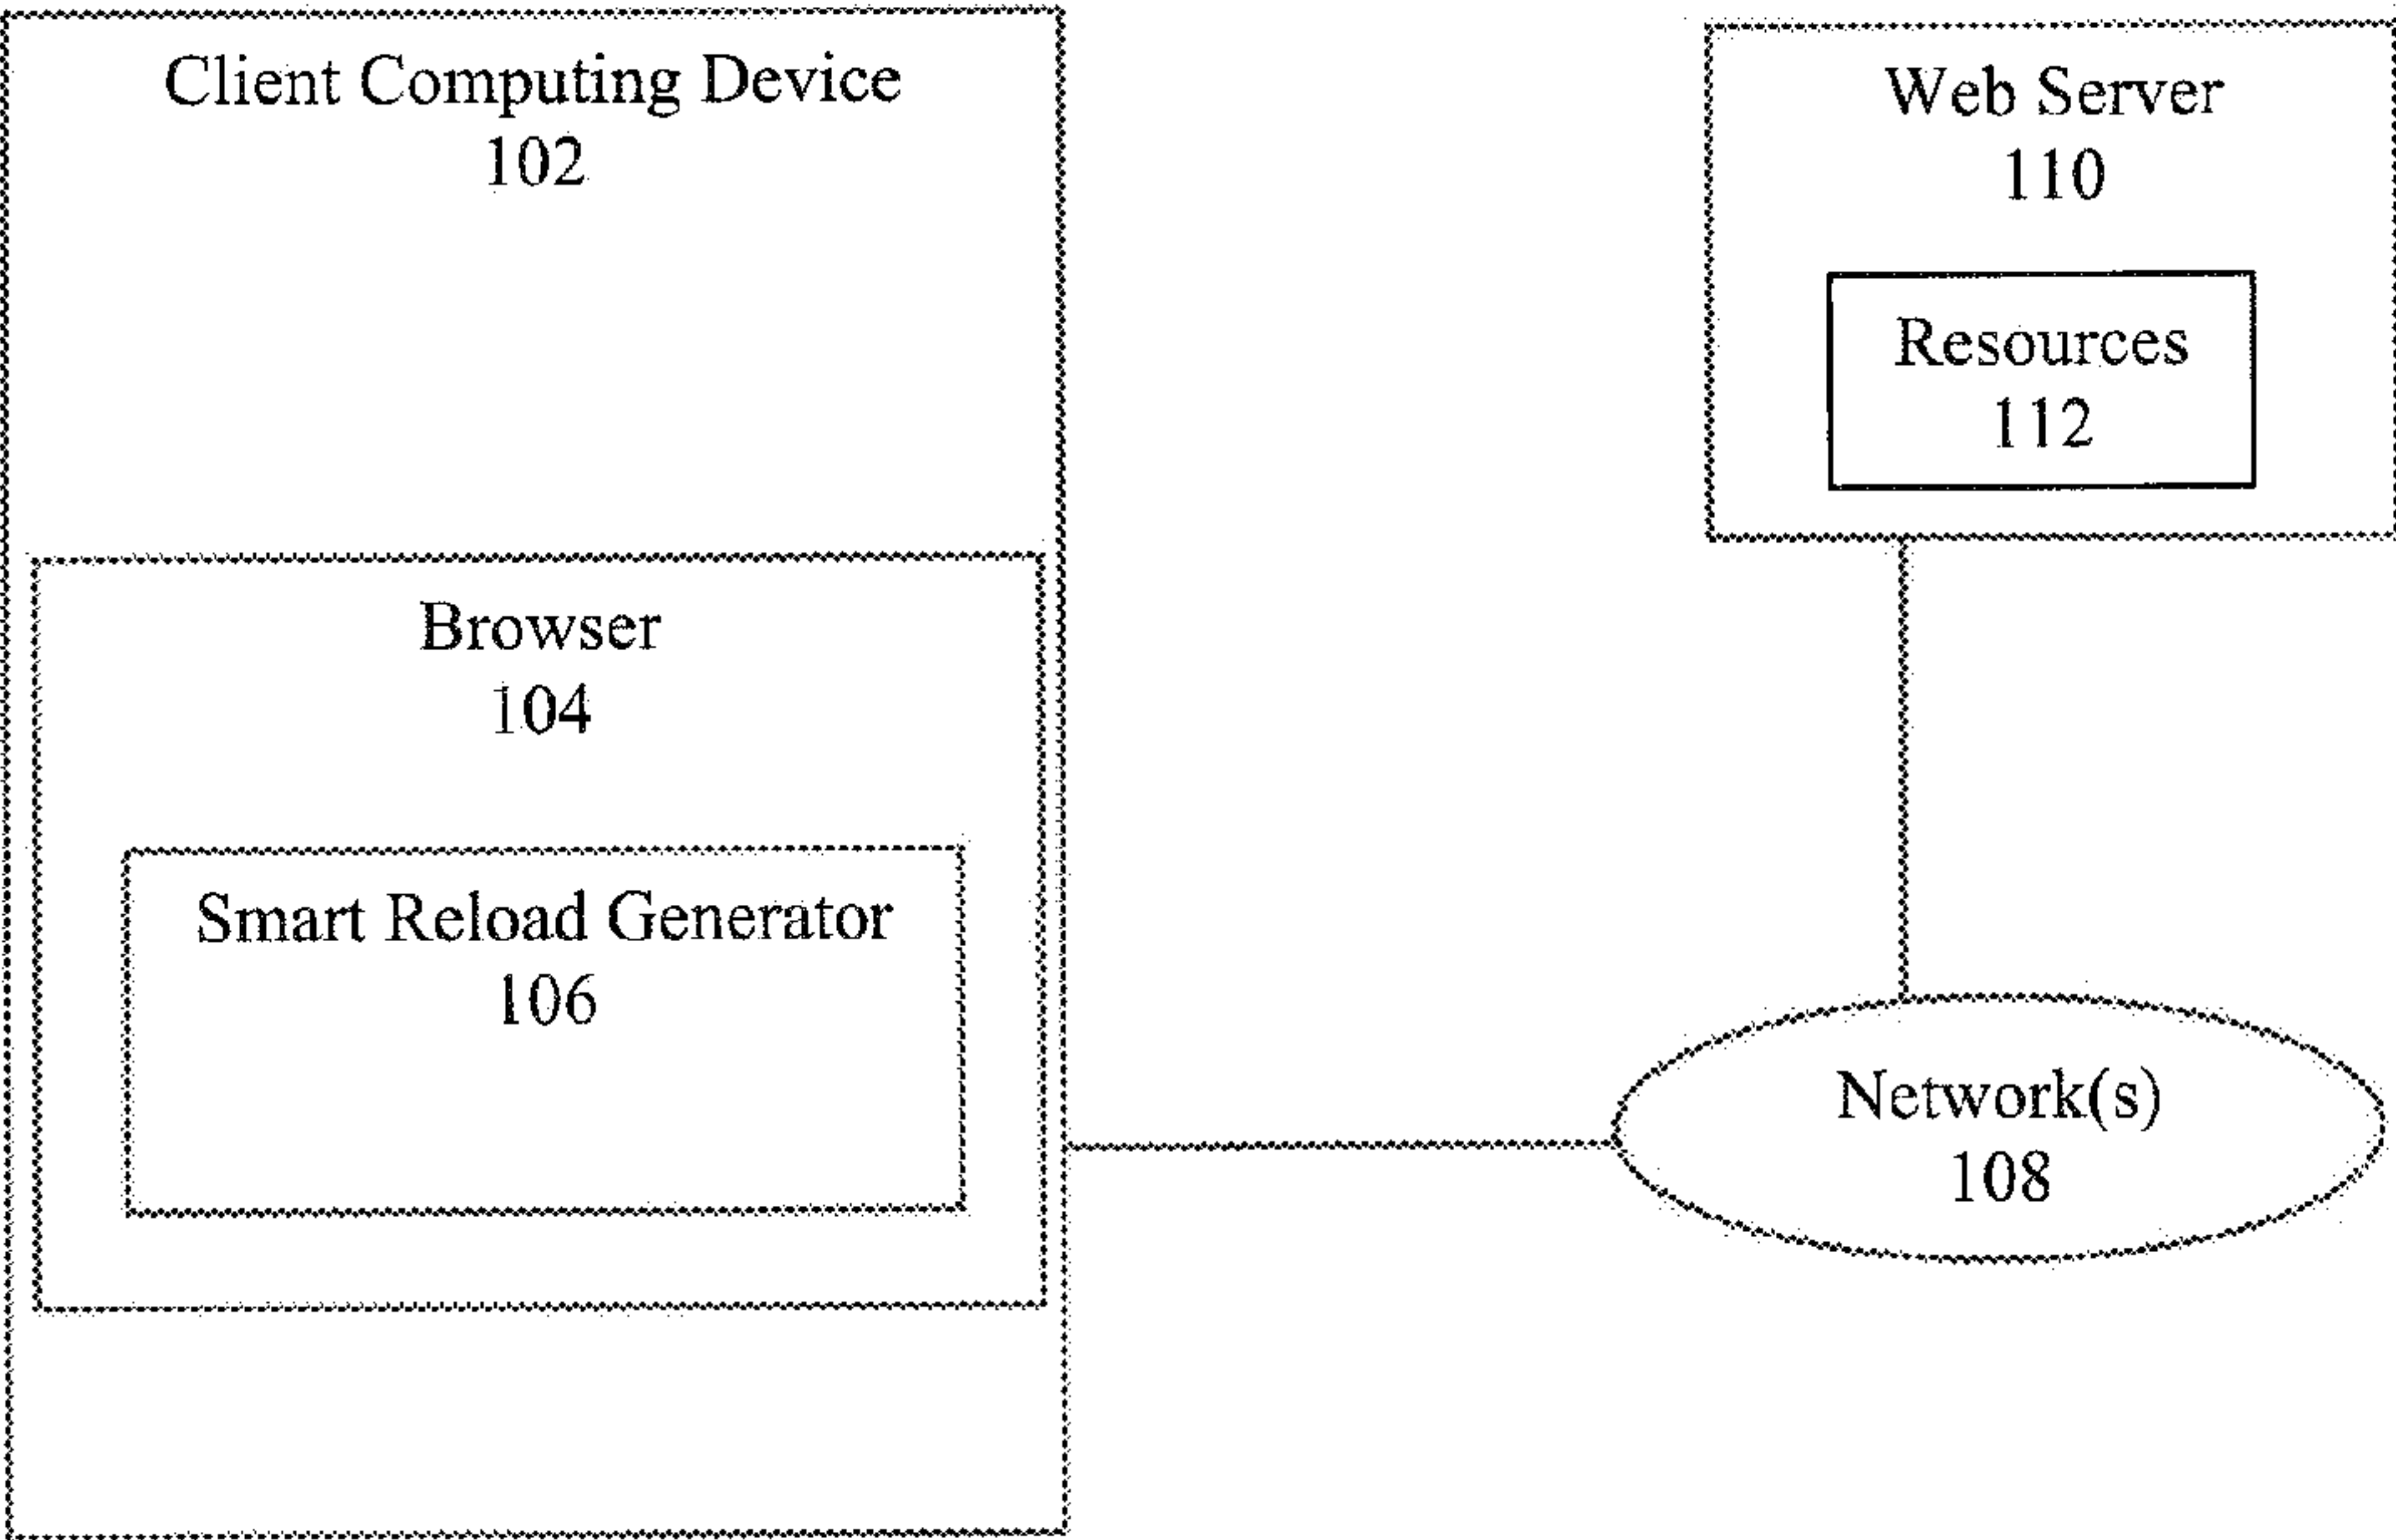 Client Computing Device
102
Browser
104
Smart Reload Generator
106
Web Server
110
Resources
112
Network(s)
108